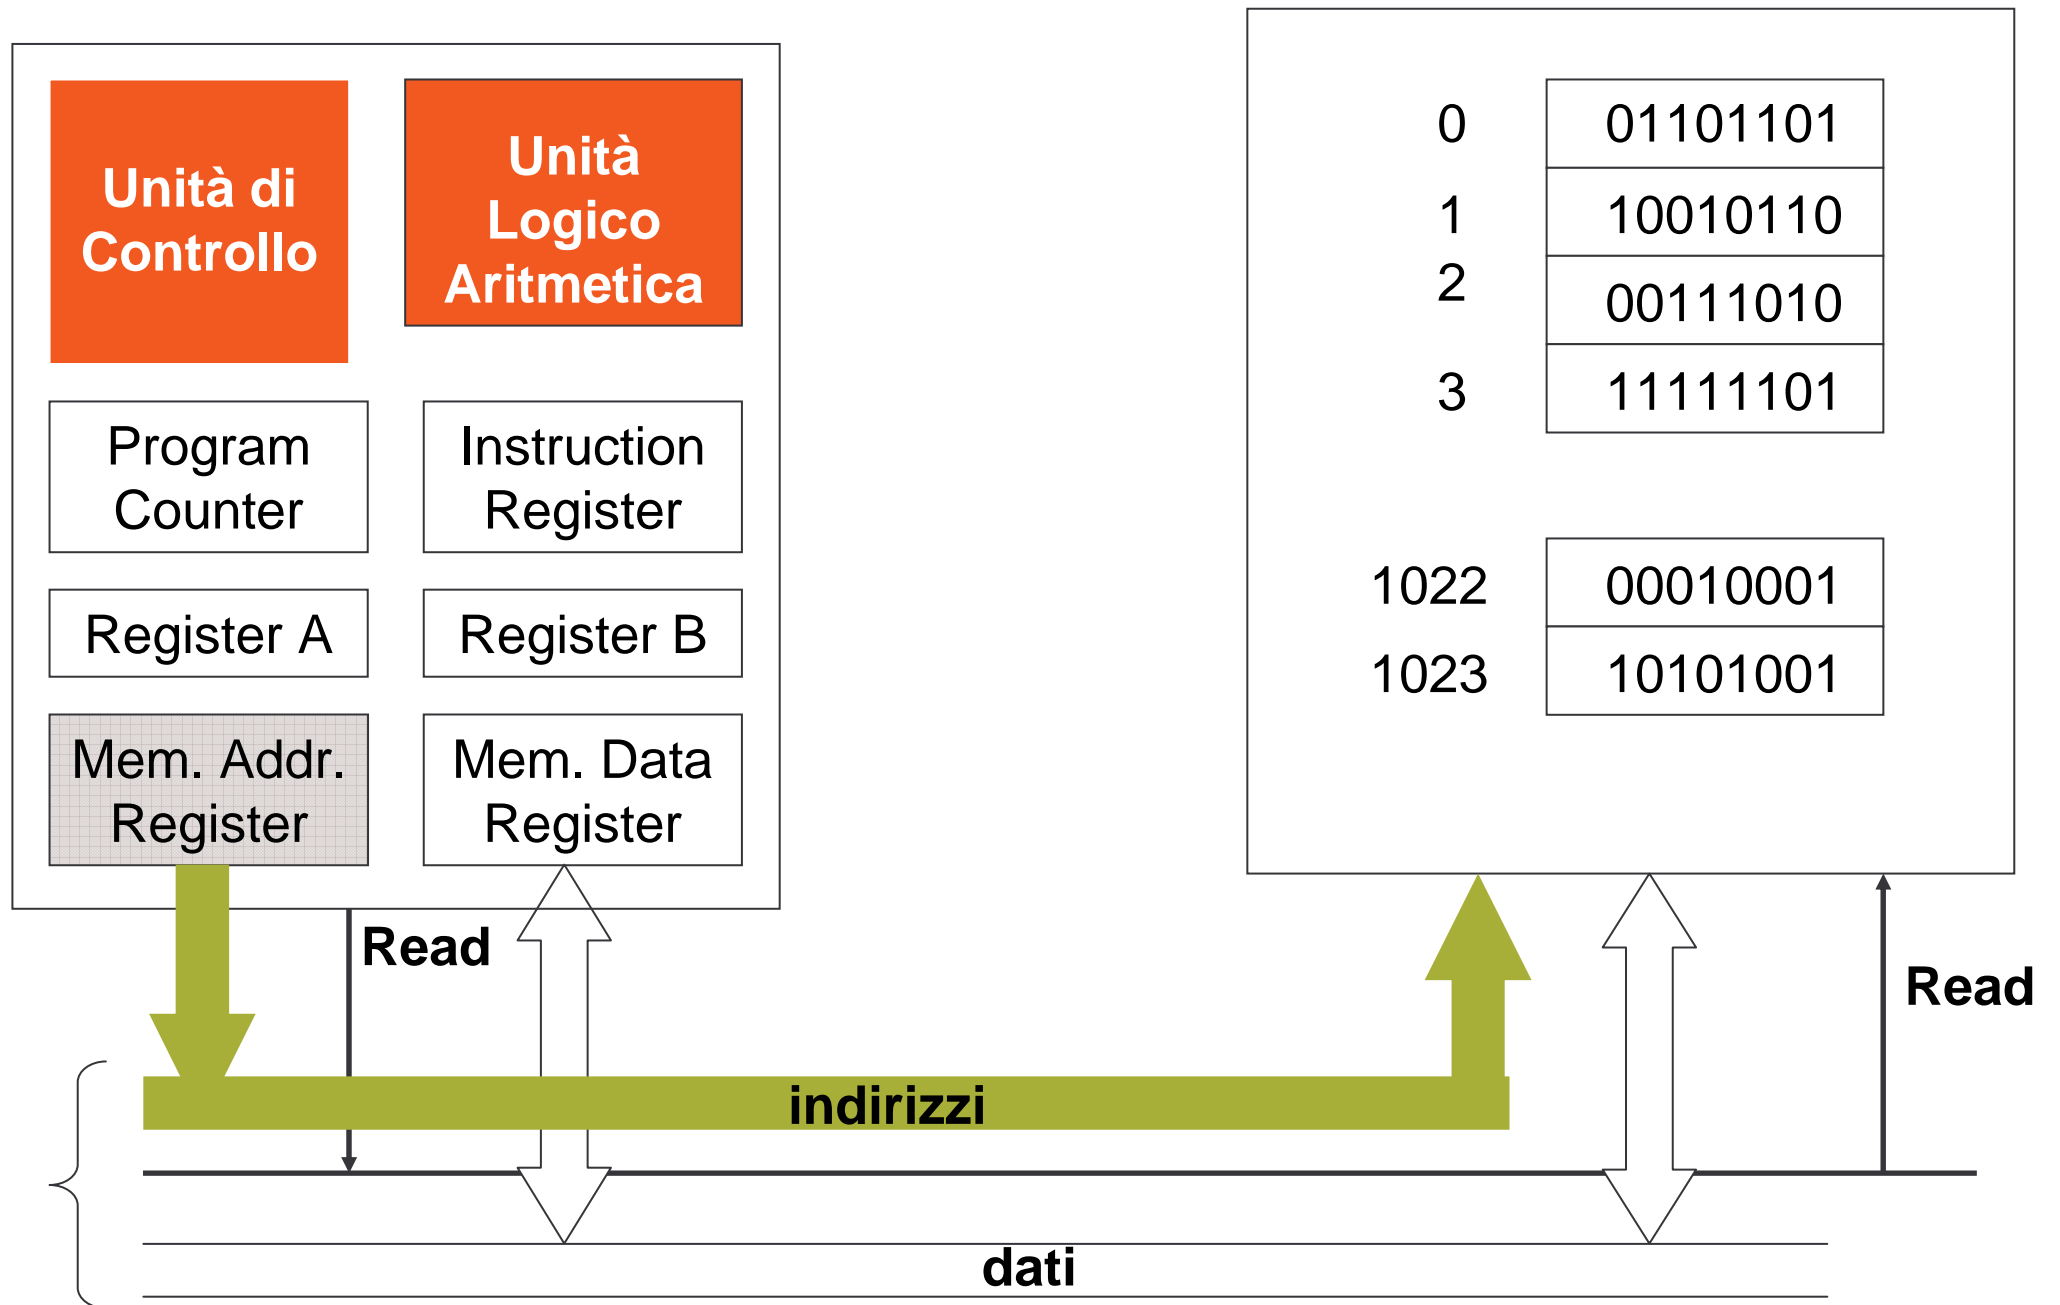 Unità di
Controllo
Unità
Logico
Aritmetica
Program
Counter
Instruction
Register
Register A
Register B
Mem. Addr.
Register
Mem. Data
Register
0 01101101
1 10010110
2 00111010
3 11111101
1022 00010001
1023 10101001
Read
Read
indirizzi
dati